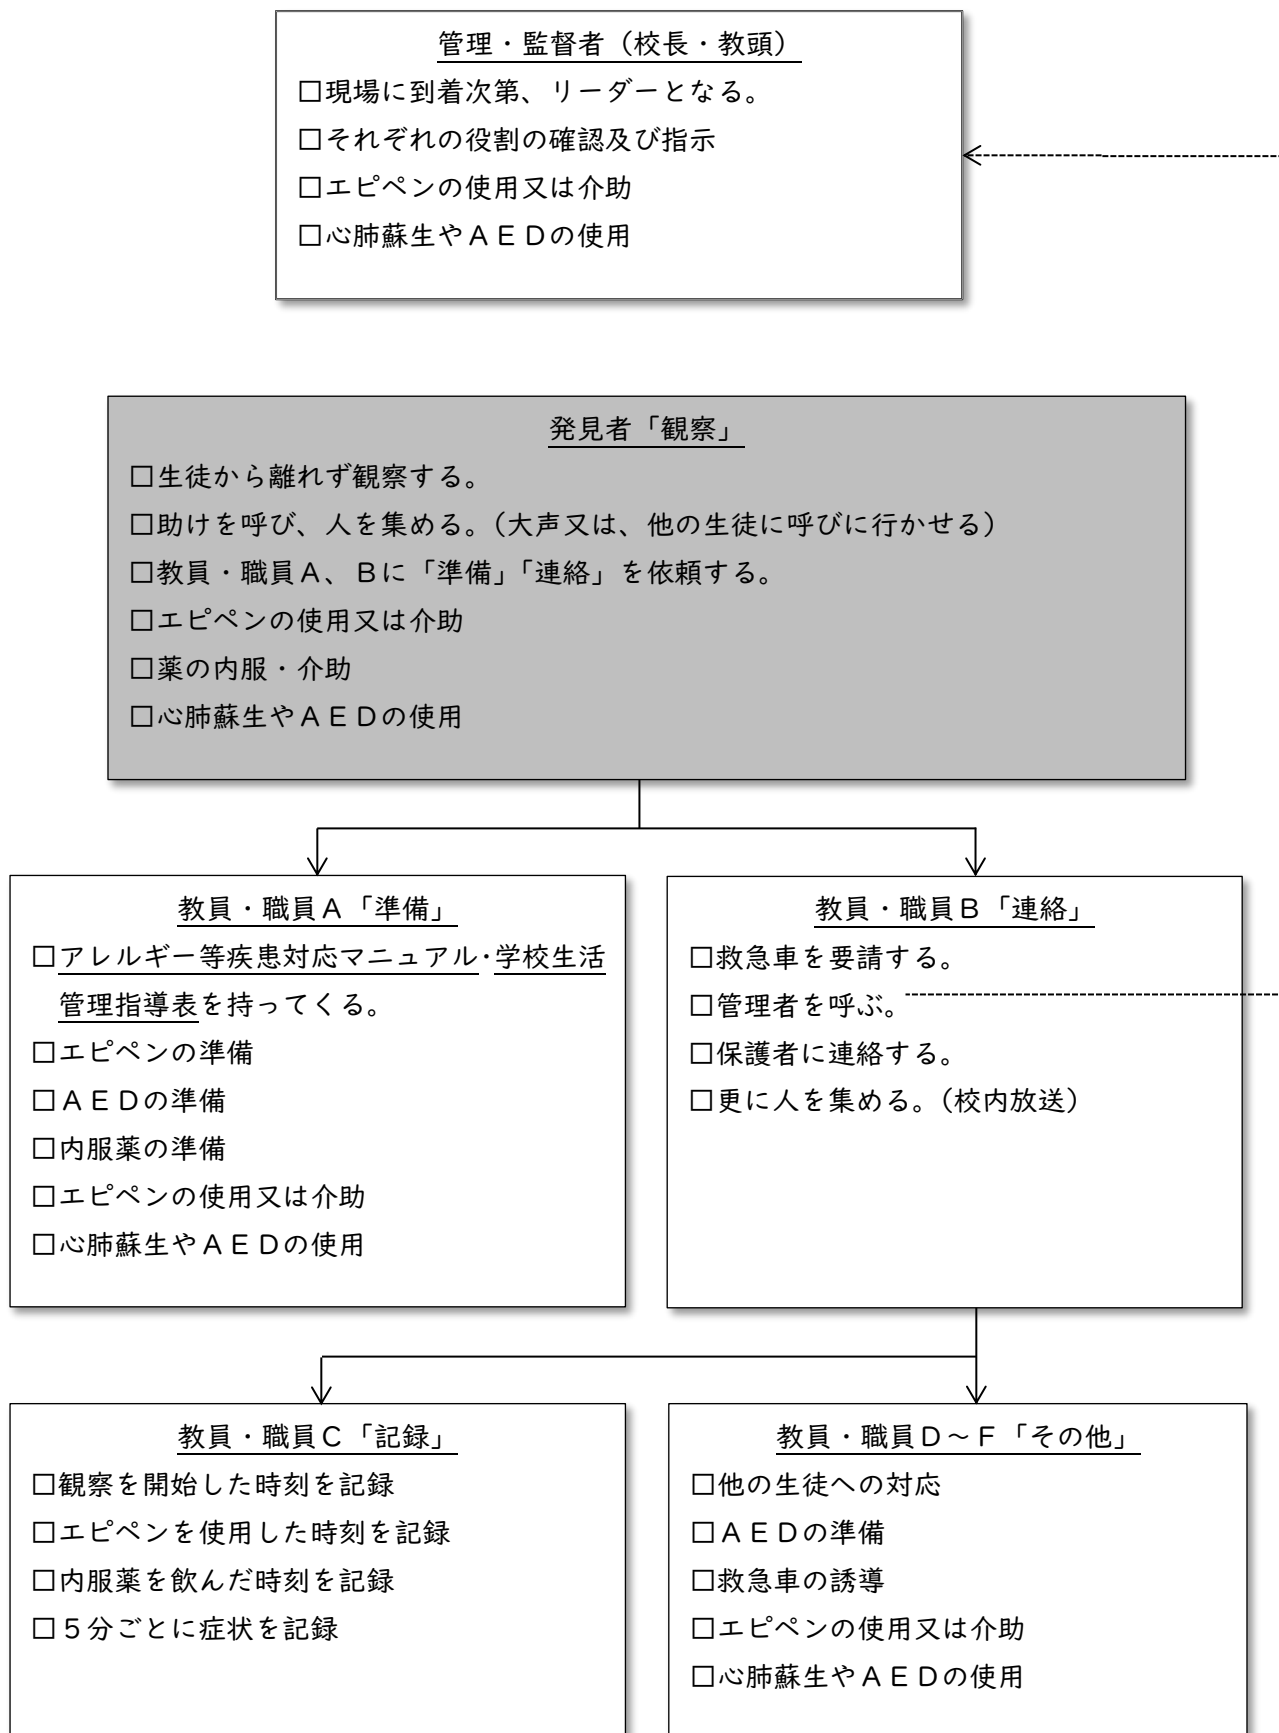 管理・監督者（校長・教頭）
□現場に到着次第、リーダーとなる。
□それぞれの役割の確認及び指示
□エピペンの使用又は介助
□心肺蘇生やＡＥＤの使用
発見者「観察」
□生徒から離れず観察する。
□助けを呼び、人を集める。（大声又は、他の生徒に呼びに行かせる）
□教員・職員Ａ、Ｂに「準備」「連絡」を依頼する。
□エピペンの使用又は介助
□薬の内服・介助
□心肺蘇生やＡＥＤの使用
教員・職員Ａ「準備」
□アレルギー等疾患対応マニュアル・学校生活
管理指導表を持ってくる。
□エピペンの準備
□ＡＥＤの準備
□内服薬の準備
□エピペンの使用又は介助
□心肺蘇生やＡＥＤの使用
教員・職員Ｂ「連絡」
□救急車を要請する。
□管理者を呼ぶ。
□保護者に連絡する。
□更に人を集める。（校内放送）
教員・職員Ｃ「記録」
□観察を開始した時刻を記録
□エピペンを使用した時刻を記録
□内服薬を飲んだ時刻を記録
□５分ごとに症状を記録
教員・職員Ｄ～Ｆ「その他」
□他の生徒への対応
□ＡＥＤの準備
□救急車の誘導
□エピペンの使用又は介助
□心肺蘇生やＡＥＤの使用